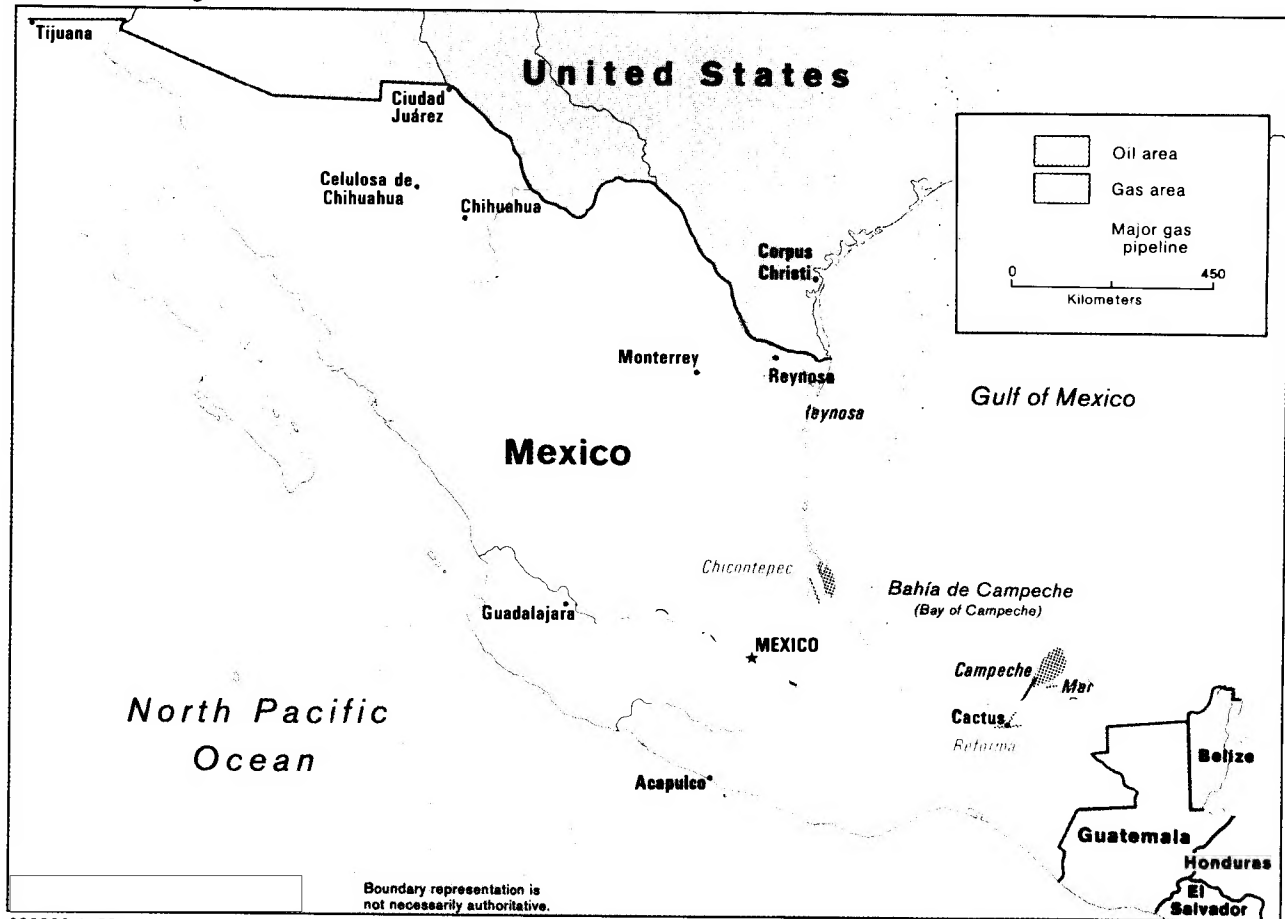 Tijuana
United States
Ciudad
Juárez
Oil area
Celulosa de
Chihuahua
Gas area
Chihuahua
Major gas
pipeline
Corpus
Christi
0 450
Kilometers
Monterrey
Reynosa
Gulf of Mexico
Mexico
Chicontepec
Bahía de Campeche
(Bay of Campeche)
Guadalajara
MEXICO
Campeche
Mar
North Pacific
Ocean
Cactus
Reforma
Belize
Acapulco
Guatemala
Honduras
El
Salvador
Boundary representation is
not necessarily authoritative.